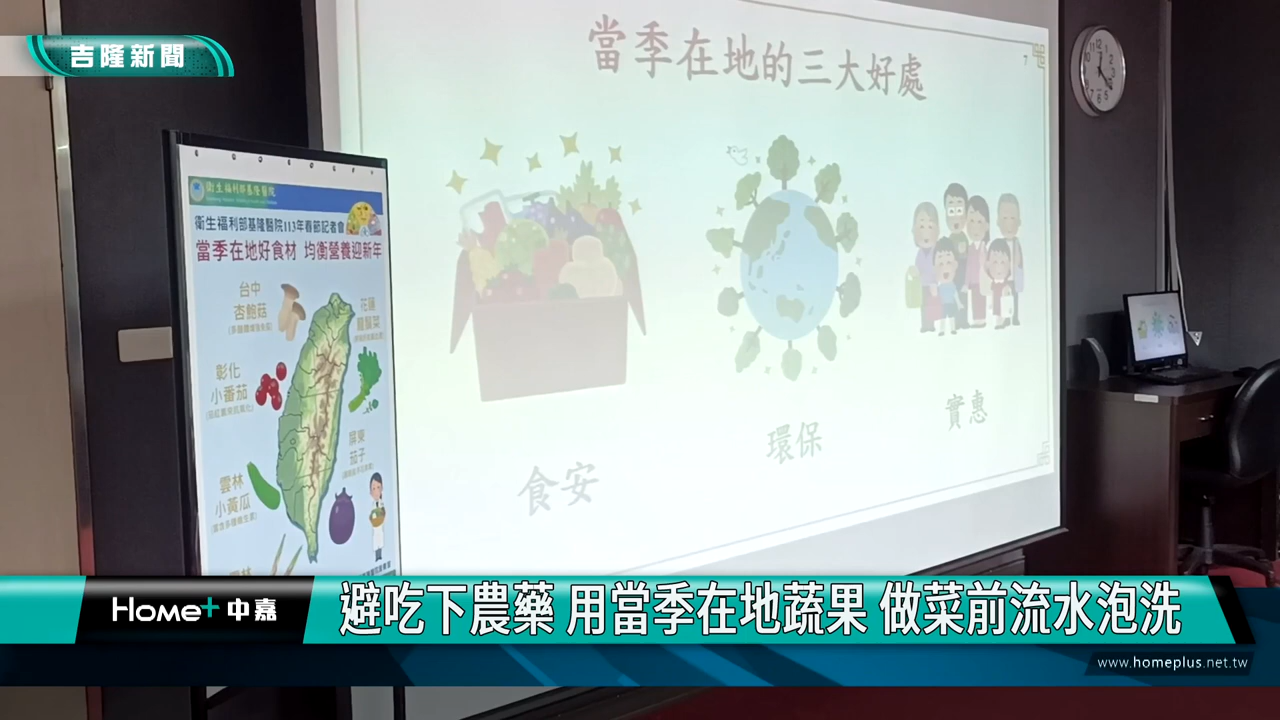 吉隆新聞
當季在地的三大好處
7
食安
環保
實惠
衛生福利部基隆醫院
衛生福利部基隆醫院113年春節記者會
當季在地好食材 均衡營養迎新年
台中
杏鮑菇
花蓮
彰化
小番茄
屏東
茄子
雲林
小黃瓜
Home+中嘉
避吃下農藥 用當季在地蔬果 做菜前流水泡洗
www.homeplus.net.tw